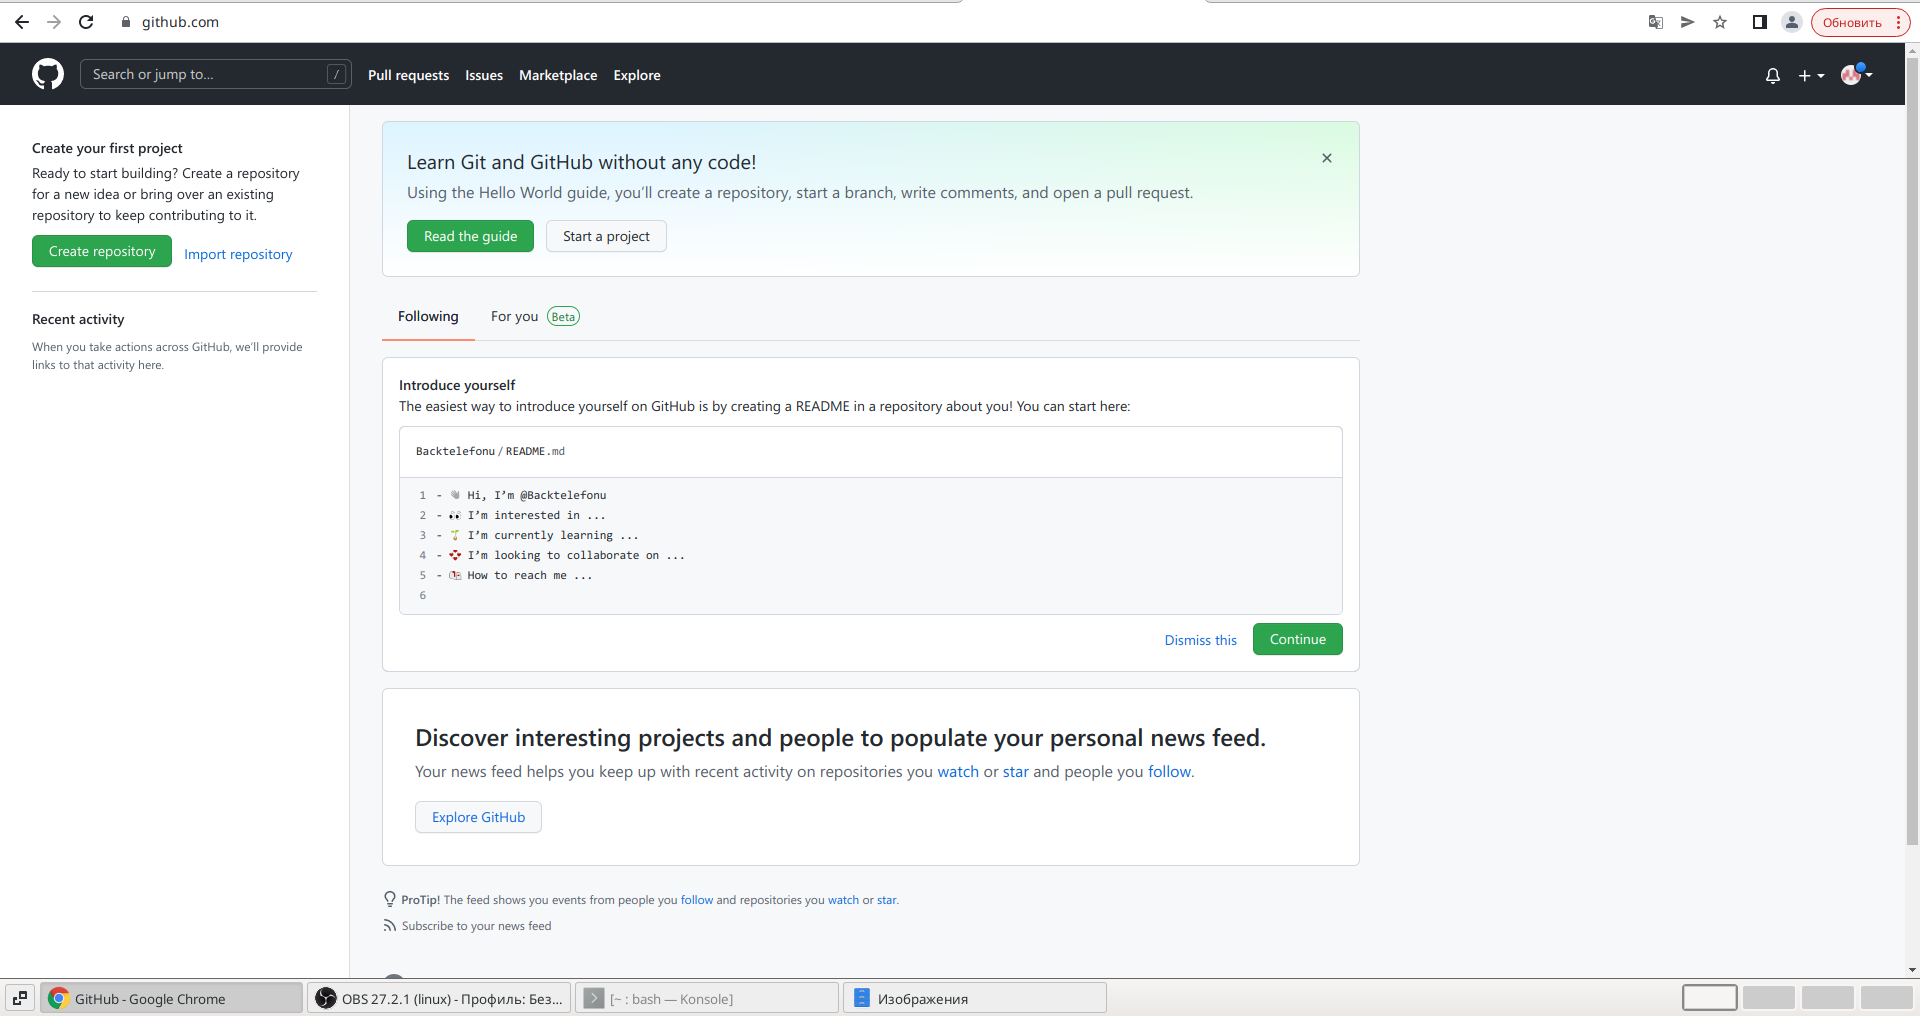 github.com
Обновить
Search or jump to...
/
Pull requests
Issues
Marketplace
Explore
Create your first project
Ready to start building? Create a repository
for a new idea or bring over an existing
repository to keep contributing to it.
Create repository
Import repository
Recent activity
When you take actions across GitHub, we'll provide
links to that activity here.
Learn Git and GitHub without any code!
Using the Hello World guide, you'll create a repository, start a branch, write comments, and open a pull request.
Read the guide
Start a project
Following
For you
Beta
Introduce yourself
The easiest way to introduce yourself on GitHub is by creating a README in a repository about you! You can start here:
Backtelefonu / README.md
1 - 👋 Hi, I'm @Backtelefonu
2 - 👀 I'm interested in ...
3 - 🌱 I'm currently learning ...
4 - 💞️ I'm looking to collaborate on ...
5 - 📫 How to reach me ...
6
Dismiss this
Continue
Discover interesting projects and people to populate your personal news feed.
Your news feed helps you keep up with recent activity on repositories you watch or star and people you follow.
Explore GitHub
ProTip! The feed shows you events from people you follow and repositories you watch or star.
Subscribe to your news feed
GitHub - Google Chrome
OBS 27.2.1 (linux) - Профиль: Без...
[~ : bash — Konsole]
Изображения